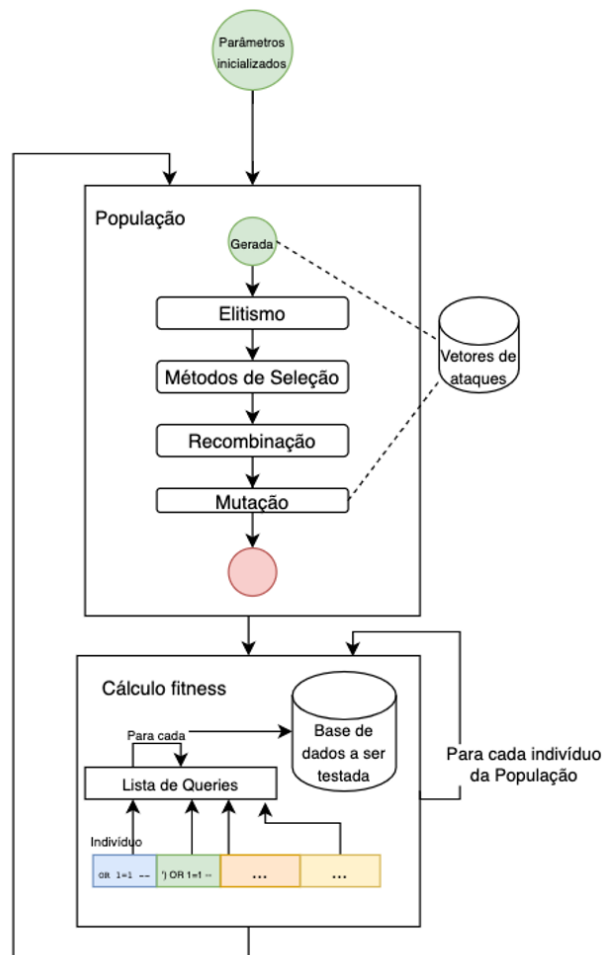 Parâmetros
inicializados
População
Gerada
Elitismo
Métodos de Seleção
Recombinação
Mutação
Vetores de
ataques
Cálculo fitness
Para cada
Lista de Queries
Base de
dados a ser
testada
Para cada indivíduo
da População
Indivíduo
OR 1=1 --
') OR 1=1 --
...
...